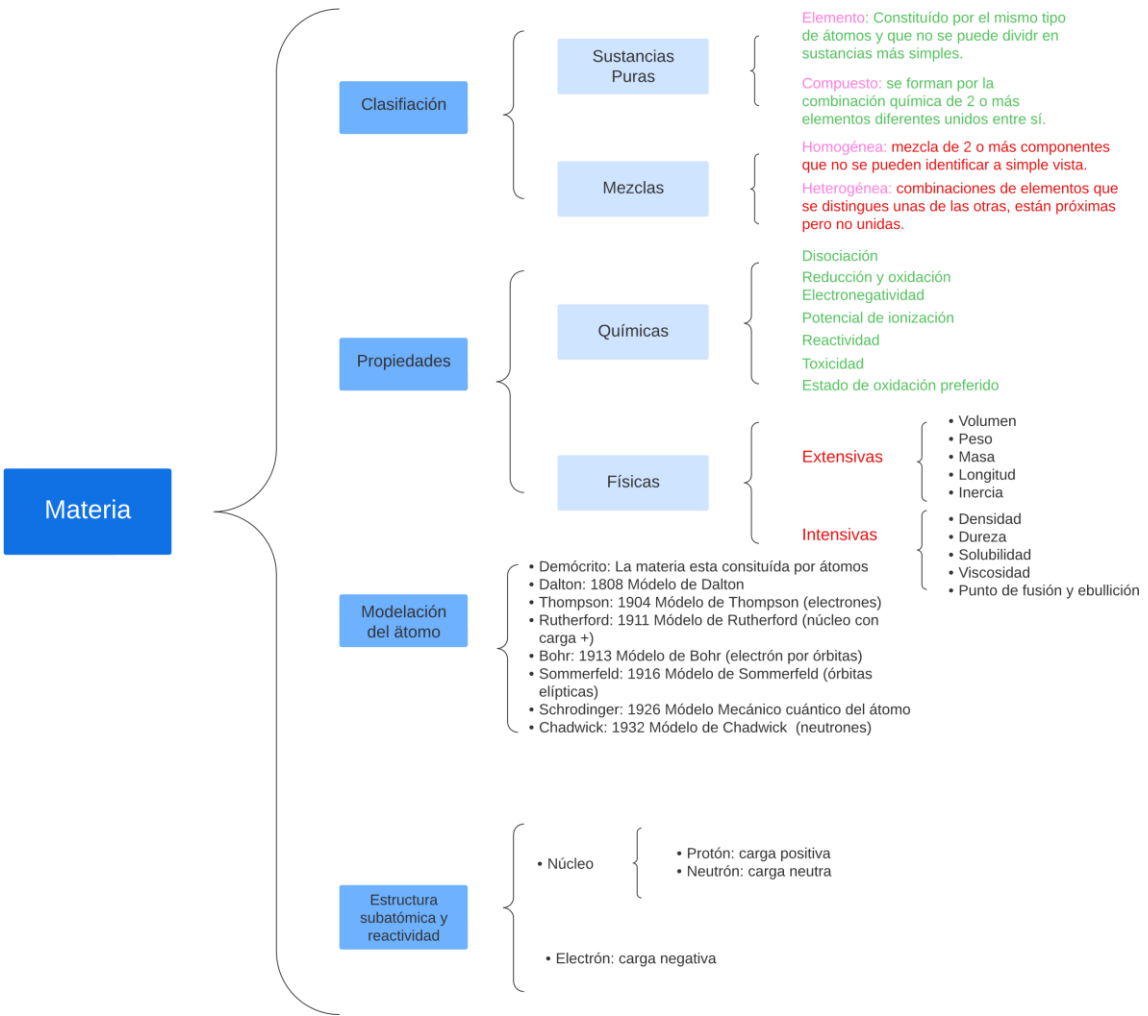 Materia
Clasifiación
Sustancias
Puras
Elemento: Constituído por el mismo tipo
de átomos y que no se puede dividr en
sustancias más simples.
Compuesto: se forman por la
combinación química de 2 o más
elementos diferentes unidos entre sí.
Mezclas
Homogénea: mezcla de 2 o más componentes
que no se pueden identificar a simple vista.
Heterogénea: combinaciones de elementos que
se distingues unas de las otras, están próximas
pero no unidas.
Propiedades
Químicas
Disociación
Reducción y oxidación
Electronegatividad
Potencial de ionización
Reactividad
Toxicidad
Estado de oxidación preferido
Físicas
Extensivas
• Volumen
• Peso
• Masa
• Longitud
• Inercia
Intensivas
• Densidad
• Dureza
• Solubilidad
• Viscosidad
• Punto de fusión y ebullición
Modelación
del ätomo
• Demócrito: La materia esta consituída por átomos
• Dalton: 1808 Módelo de Dalton
• Thompson: 1904 Módelo de Thompson (electrones)
• Rutherford: 1911 Módelo de Rutherford (núcleo con
carga +)
• Bohr: 1913 Módelo de Bohr (electrón por órbitas)
• Sommerfeld: 1916 Módelo de Sommerfeld (órbitas
elípticas)
• Schrodinger: 1926 Módelo Mecánico cuántico del átomo
• Chadwick: 1932 Módelo de Chadwick  (neutrones)
Estructura
subatómica y
reactividad
• Núcleo
• Protón: carga positiva
• Neutrón: carga neutra
• Electrón: carga negativa